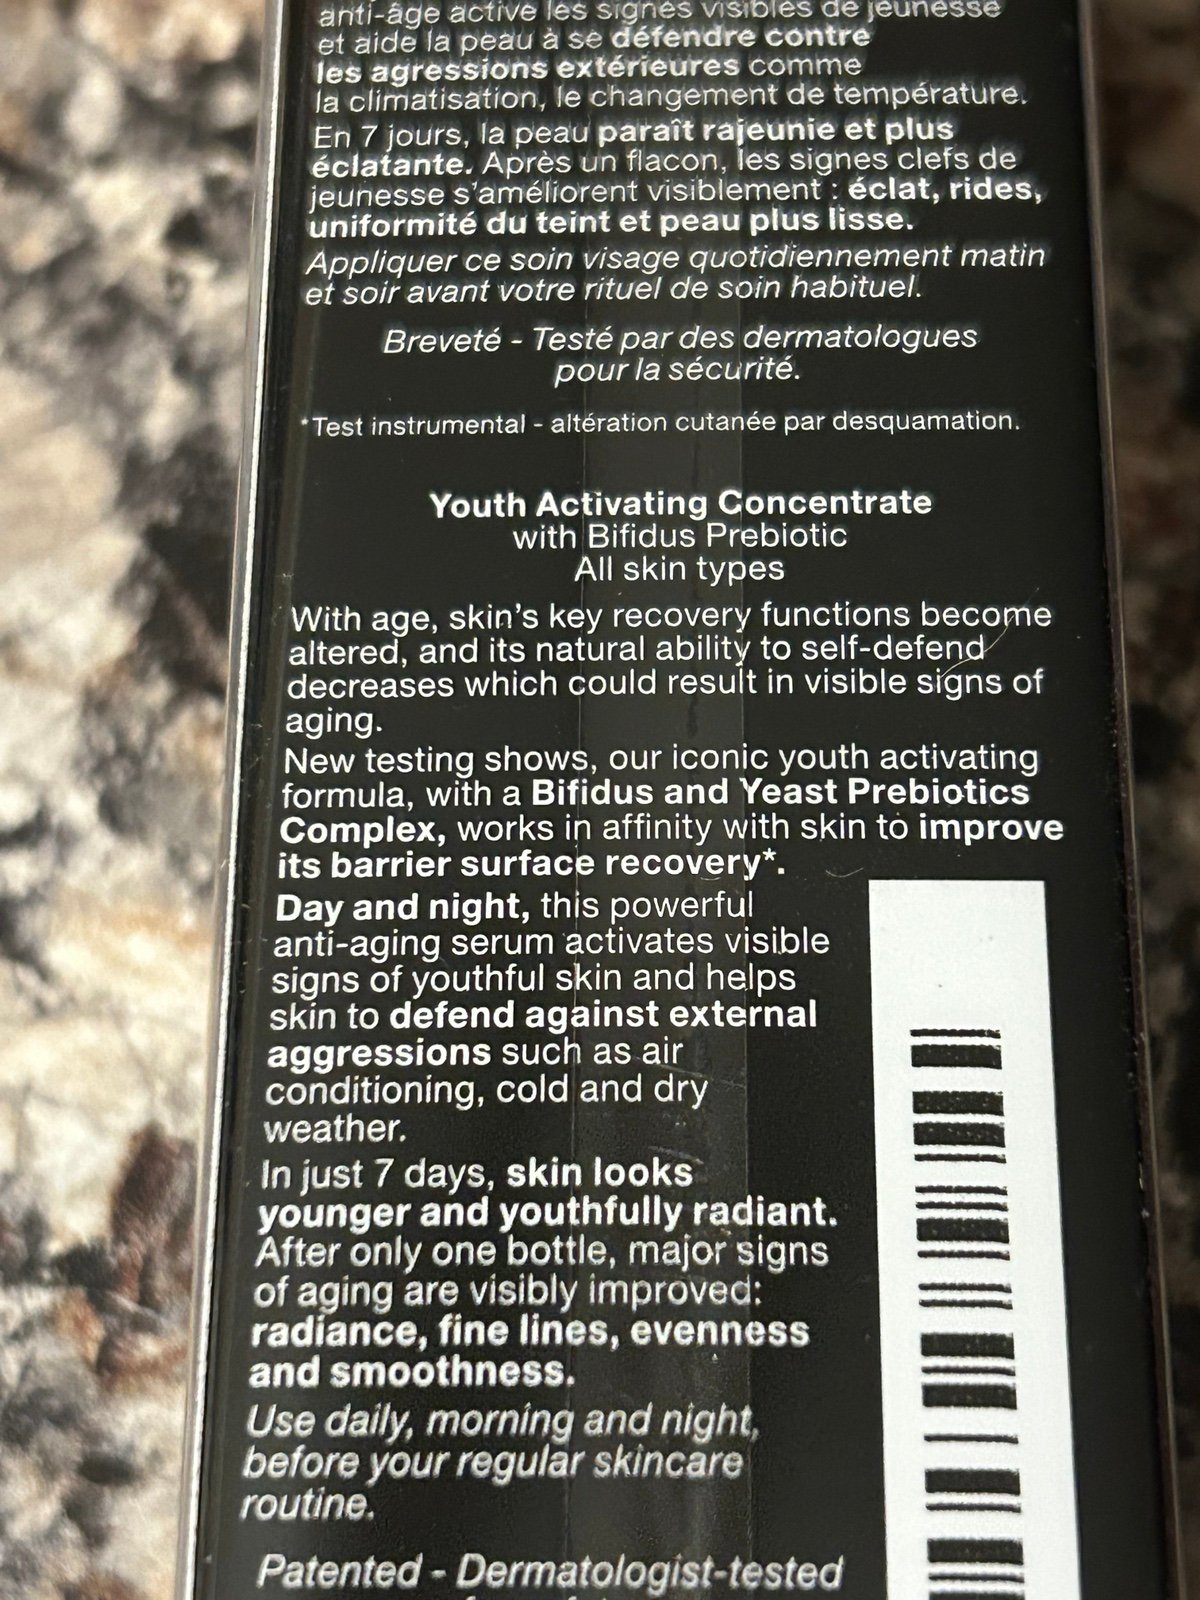 anti-âge active les signes visibles de jeunesse
et aide la peau à se défendre contre
les agressions extérieures comme
la climatisation, le changement de température.
En 7 jours, la peau paraît rajeunie et plus
éclatante. Après un flacon, les signes clefs de
jeunesse s'améliorent visiblement : éclat, rides,
uniformité du teint et peau plus lisse.
Appliquer ce soin visage quotidiennement matin
et soir avant votre rituel de soin habituel.
Breveté - Testé par des dermatologues
pour la sécurité.
*Test instrumental - altération cutanée par desquamation.
Youth Activating Concentrate
with Bifidus Prebiotic
All skin types
With age, skin's key recovery functions become
altered, and its natural ability to self-defend
decreases which could result in visible signs of
aging.
New testing shows, our iconic youth activating
formula, with a Bifidus and Yeast Prebiotics
Complex, works in affinity with skin to improve
its barrier surface recovery*.
Day and night, this powerful
anti-aging serum activates visible
signs of youthful skin and helps
skin to defend against external
aggressions such as air
conditioning, cold and dry
weather.
In just 7 days, skin looks
younger and youthfully radiant.
After only one bottle, major signs
of aging are visibly improved:
radiance, fine lines, evenness
and smoothness.
Use daily, morning and night,
before your regular skincare
routine.
Patented - Dermatologist-tested